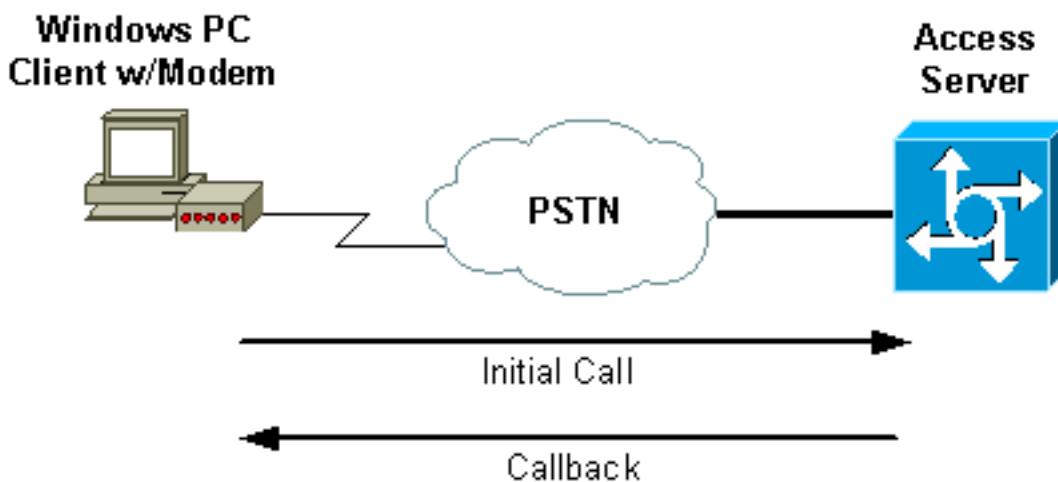 Windows PC
Client w/Modem
Access
Server
PSTN
Initial Call
Callback